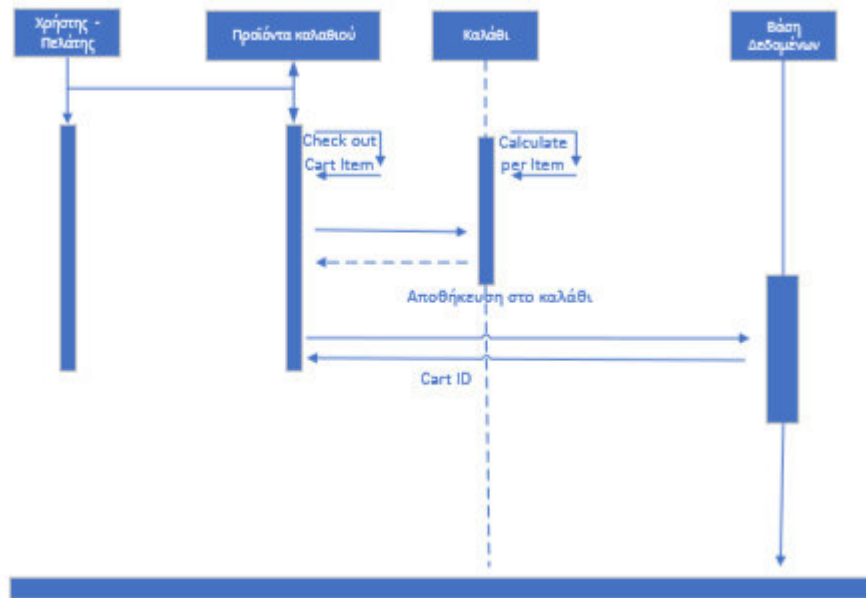 Χρήστης -
Πελάτης
Προϊόντα καλαθιού
Καλάθι
Βάση
Δεδομένων
Check out
Cart Item
Calculate
per Item
Αποθήκευση στο καλάθι
Cart ID